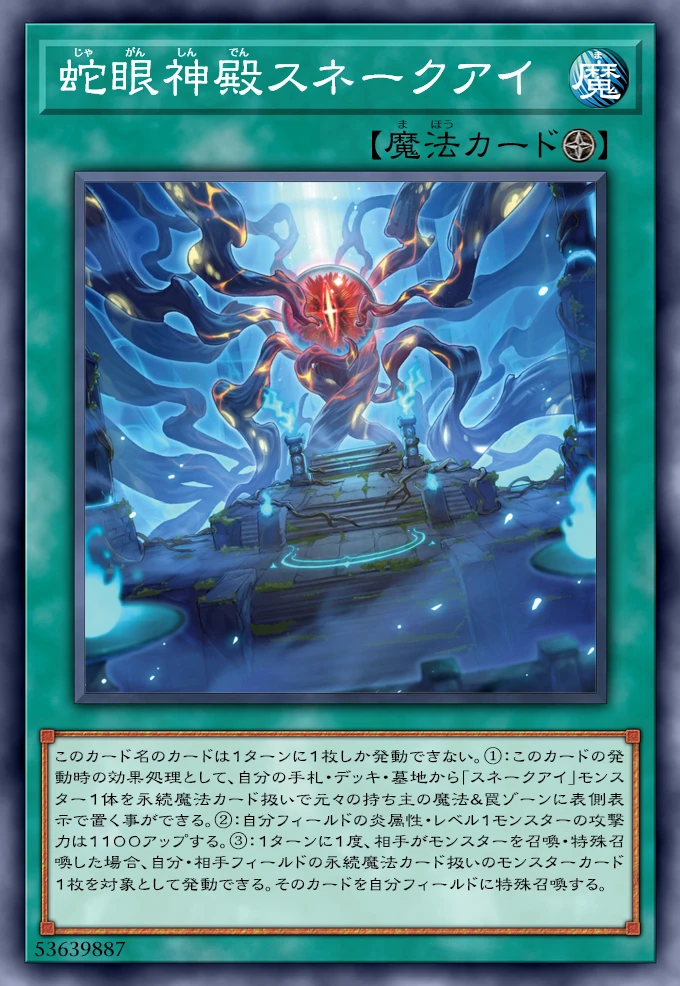 じゃ がん しん でん
蛇眼神殿スネークアイ
ま
魔
ま ほう
【魔法カード】
このカード名のカードは1ターンに1枚しか発動できない。①:このカードの発
動時の効果処理として、自分の手札・デッキ・墓地から「スネークアイ」モンス
ター1体を永続魔法カード扱いで元々の持ち主の魔法&罠ゾーンに表側表
示で置く事ができる。②:自分フィールドの炎属性・レベル1モンスターの攻撃
力は1100アップする。③:1ターンに1度、相手がモンスターを召喚・特殊召
喚した場合、自分・相手フィールドの永続魔法カード扱いのモンスターカード
1枚を対象として発動できる。そのカードを自分フィールドに特殊召喚する。
53639887